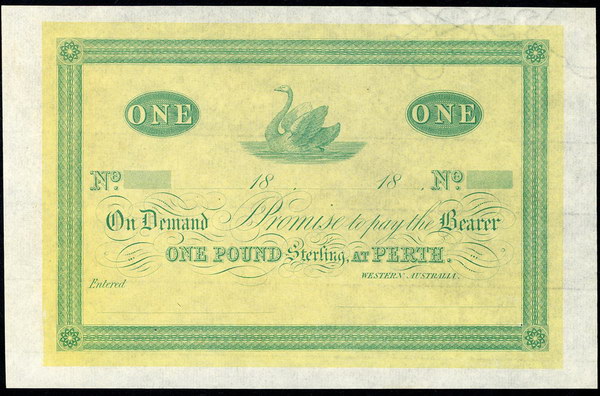 ONE ONE
No. 18 . 18 . No.
On Demand I Promise to pay the Bearer
ONE POUND Sterling, AT PERTH.
WESTERN AUSTRALIA.
Entered